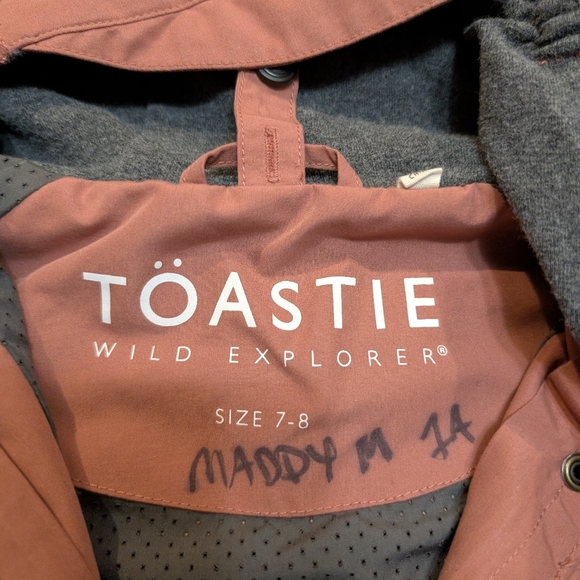 TÖASTIE
WILD EXPLORER®
SIZE 7-8
MADDY M 1A